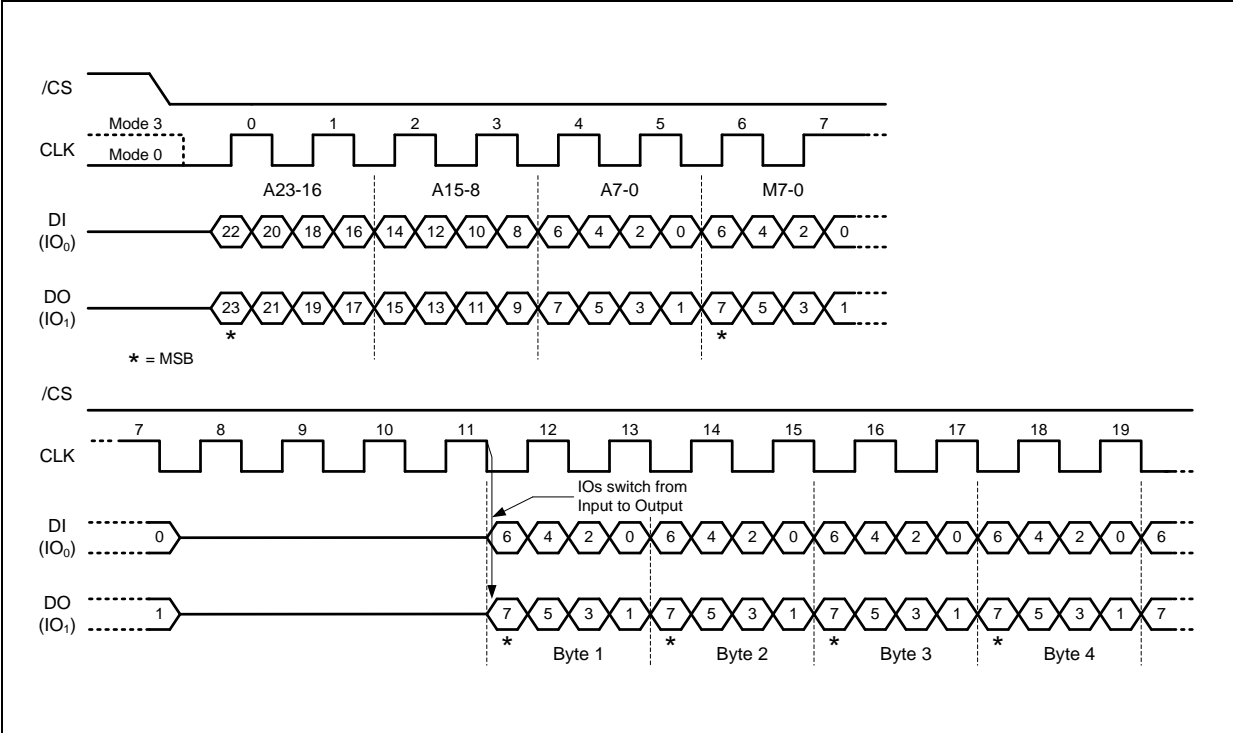 /CS
Mode 3
Mode 0
CLK
0 1 2 3 4 5 6 7
A23-16 A15-8 A7-0 M7-0
DI
(IO₀)
22 20 18 16 14 12 10 8 6 4 2 0 6 4 2 0
DO
(IO₁)
23 21 19 17 15 13 11 9 7 5 3 1 7 5 3 1
* *
* = MSB
/CS
CLK
7 8 9 10 11 12 13 14 15 16 17 18 19
IOs switch from
Input to Output
DI
(IO₀)
0 6 4 2 0 6 4 2 0 6 4 2 0 6 4 2 0 6
DO
(IO₁)
1 7 5 3 1 7 5 3 1 7 5 3 1 7 5 3 1 7
* * * *
Byte 1 Byte 2 Byte 3 Byte 4